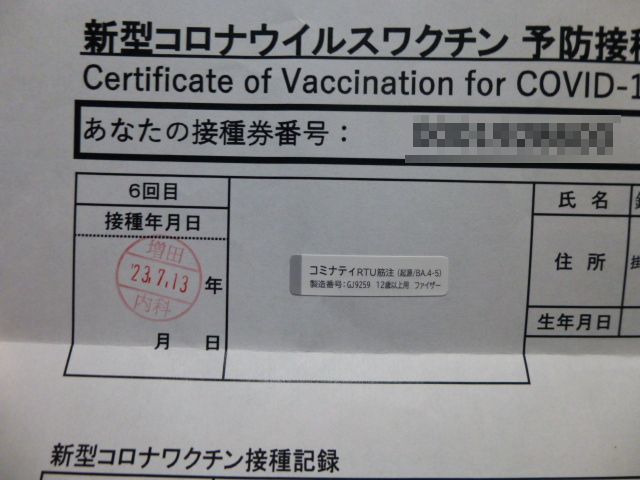 新型コロナウイルスワクチン 予防接種
Certificate of Vaccination for COVID-1
あなたの接種券番号：
6回目
接種年月日
増田
'23.7.13
内科
年
月 日
コミナティRTU筋注(起源/BA.4-5)
製造番号:GJ9259 12歳以上用 ファイザー
氏名
住所
生年月日
新型コロナワクチン接種記録